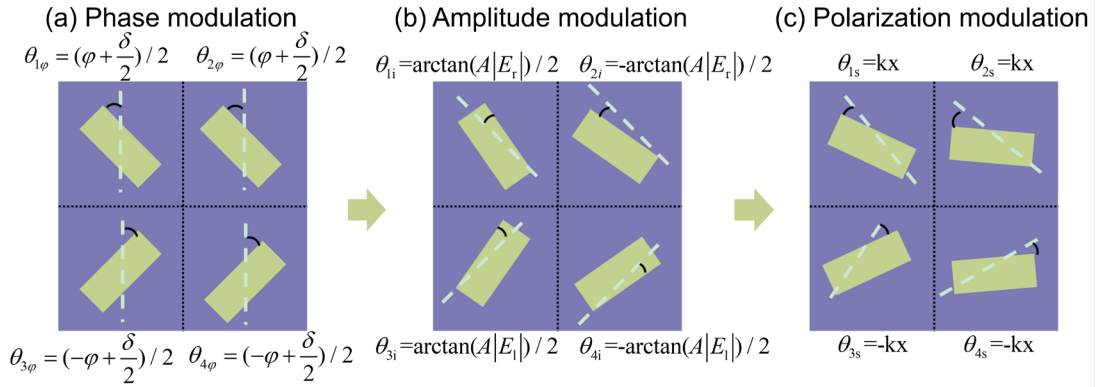 (a) Phase modulation
(b) Amplitude modulation
(c) Polarization modulation
θ₁φ = (φ + δ/2) / 2
θ₂φ = (φ + δ/2) / 2
θ₁ᵢ=arctan(A|Eᵣ|) / 2
θ₂ᵢ=-arctan(A|Eᵣ|) / 2
θ₁ₛ=kx
θ₂ₛ=kx
θ₃φ = (-φ + δ/2) / 2
θ₄φ = (-φ + δ/2) / 2
θ₃ᵢ=arctan(A|Eₗ|) / 2
θ₄ᵢ=-arctan(A|Eₗ|) / 2
θ₃ₛ=-kx
θ₄ₛ=-kx